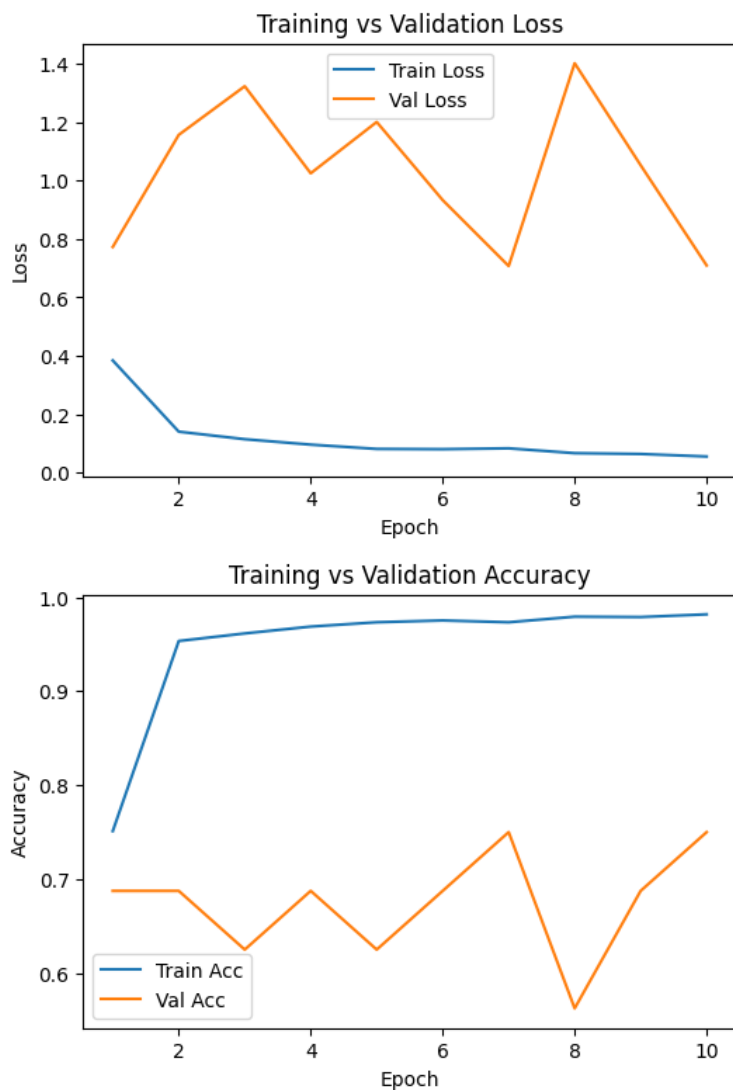 Training vs Validation Loss
1.4
1.2
1.0
0.8
0.6
0.4
0.2
0.0
Loss
Train Loss
Val Loss
2 4 6 8 10
Epoch
Training vs Validation Accuracy
1.0
0.9
0.8
0.7
0.6
Accuracy
Train Acc
Val Acc
2 4 6 8 10
Epoch